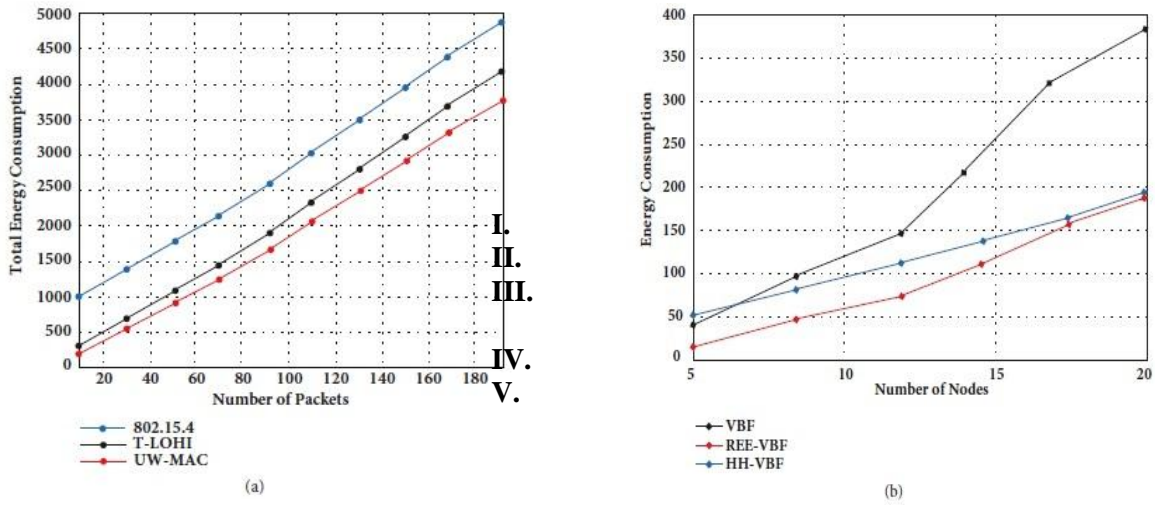 5000
4500
4000
3500
3000
2500
2000
1500
1000
500
0
Total Energy Consumption
20 40 60 80 100 120 140 160 180
Number of Packets
802.15.4
T-LOHI
UW-MAC
(a)
I.
II.
III.
IV.
V.
400
350
300
250
200
150
100
50
0
Energy Consumption
5 10 15 20
Number of Nodes
VBF
REE-VBF
HH-VBF
(b)